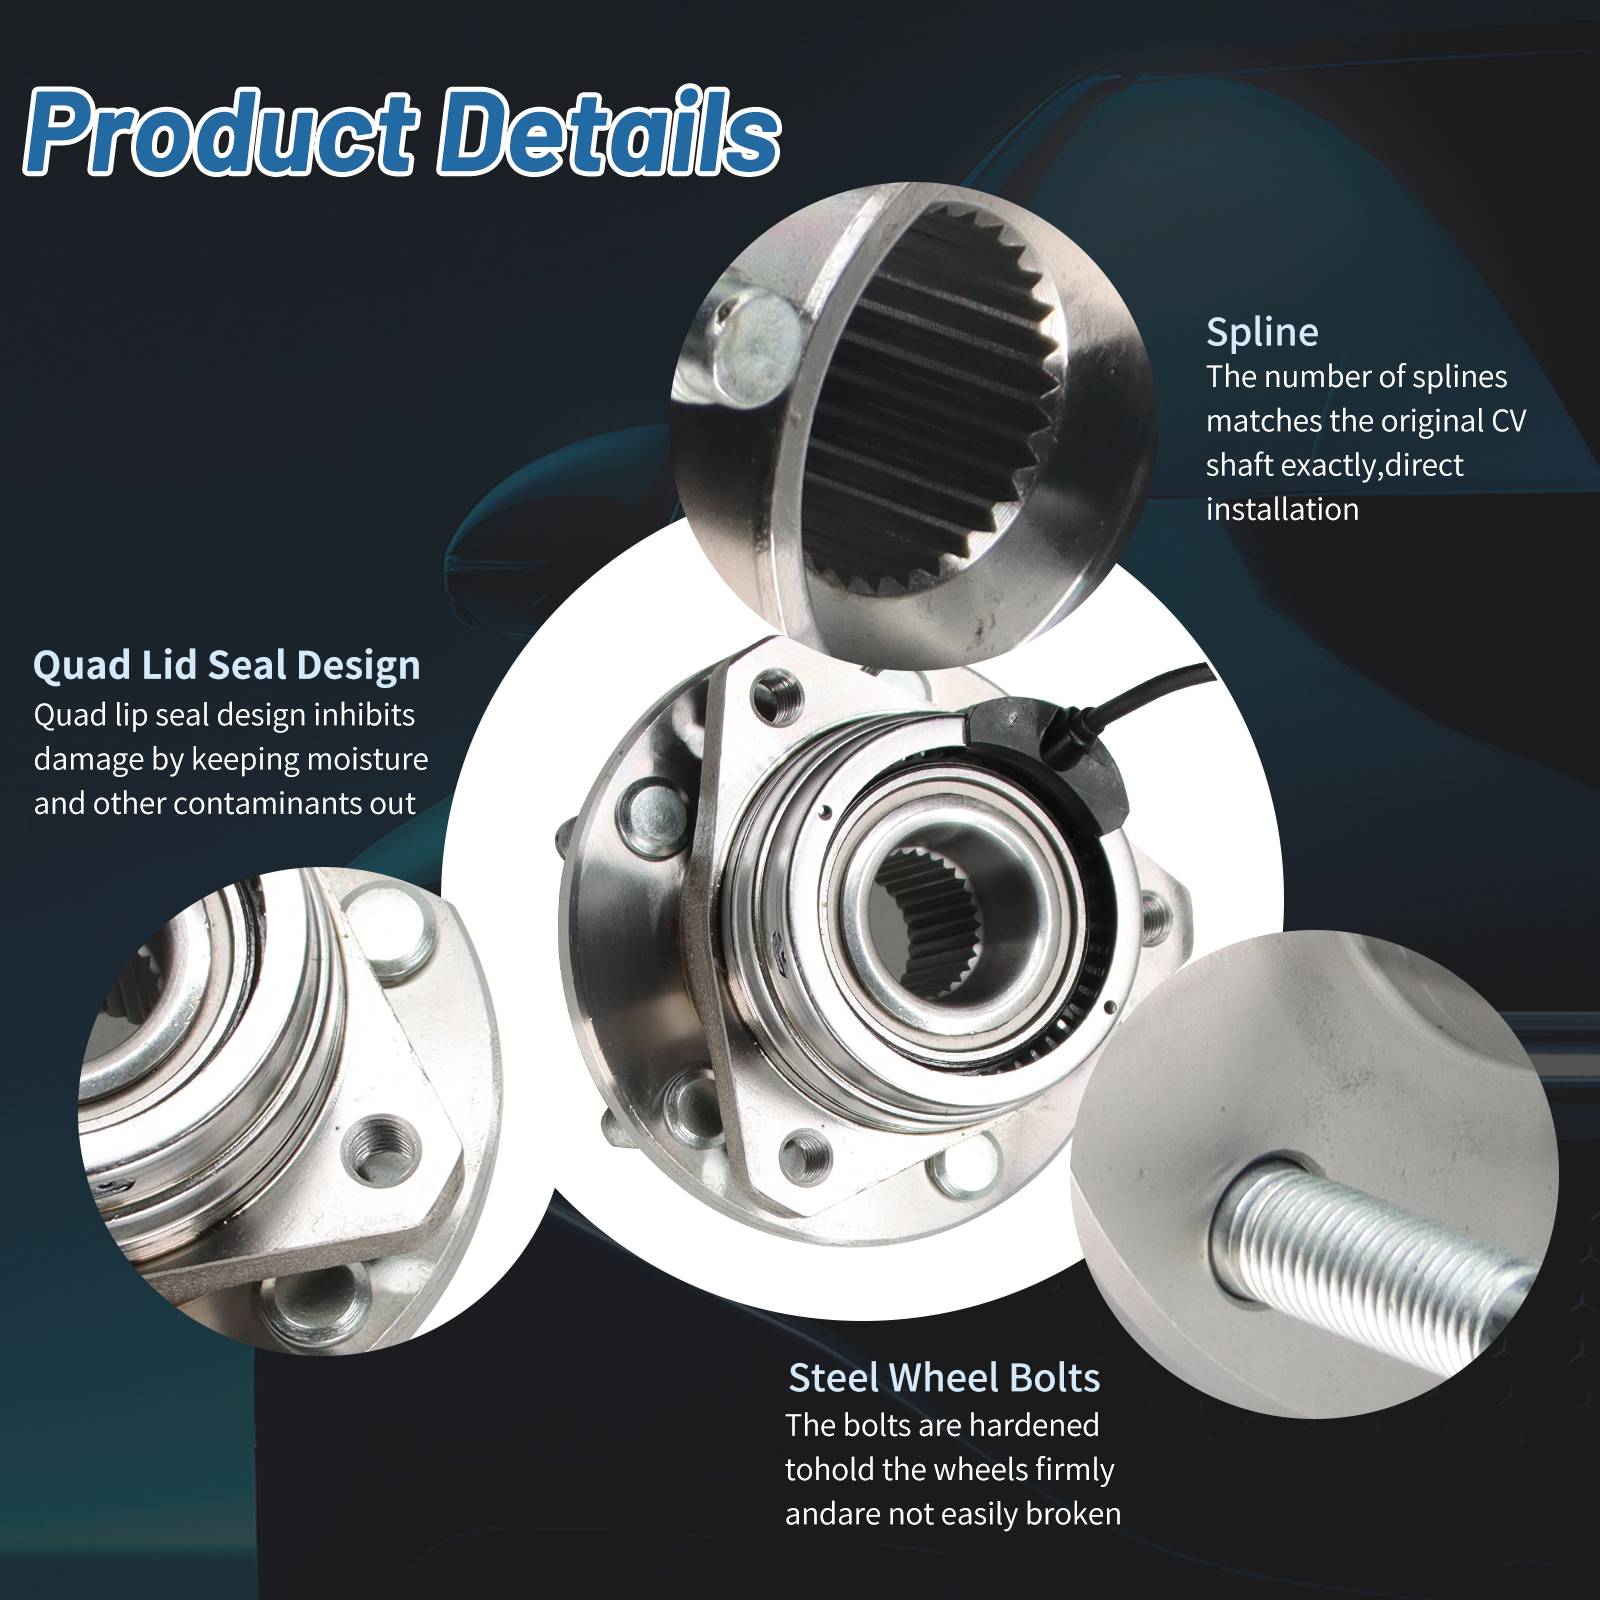 Product Details
Spline
The number of splines
matches the original CV
shaft exactly,direct
installation
Quad Lid Seal Design
Quad lip seal design inhibits
damage by keeping moisture
and other contaminants out
Steel Wheel Bolts
The bolts are hardened
tohold the wheels firmly
andare not easily broken